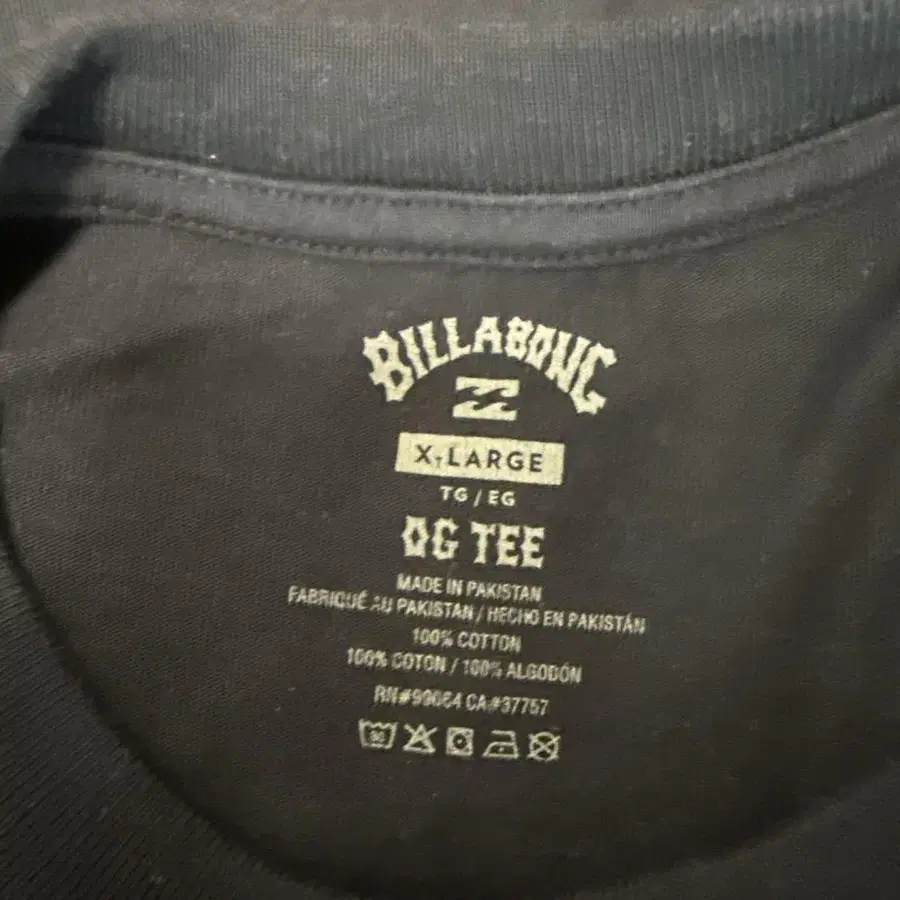 BILLABONG
X-LARGE
TG / EG
OG TEE
MADE IN PAKISTAN
FABRIQUÉ AU PAKISTAN / HECHO EN PAKISTÁN
100% COTTON
100% COTON / 100% ALGODÓN
RN#99064 CA#37757